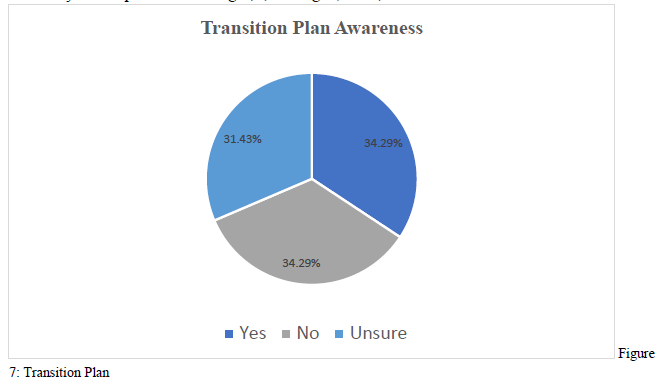 Transition Plan Awareness
31.43%
34.29%
34.29%
Yes No Unsure
Figure
7: Transition Plan